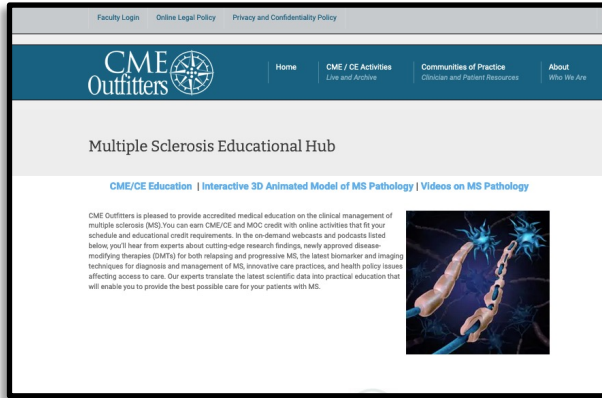 Faculty Login Online Legal Policy Privacy and Confidentiality Policy
CME
Outfitters
Home CME / CE Activities Communities of Practice About
Live and Archive Clinician and Patient Resources Who We Are
Multiple Sclerosis Educational Hub
CME/CE Education | Interactive 3D Animated Model of MS Pathology | Videos on MS Pathology
CME Outfitters is pleased to provide accredited medical education on the clinical management of
multiple sclerosis (MS).You can earn CME/CE and MOC credit with online activities that fit your
schedule and educational credit requirements. In the on-demand webcasts and podcasts listed
below, you'll hear from experts about cutting-edge research findings, newly approved disease-
modifying therapies (DMTs) for both relapsing and progressive MS, the latest biomarker and imaging
techniques for diagnosis and management of MS, innovative care practices, and health policy issues
affecting access to care. Our experts translate the latest scientific data into practical education that
will enable you to provide the best possible care for your patients with MS.